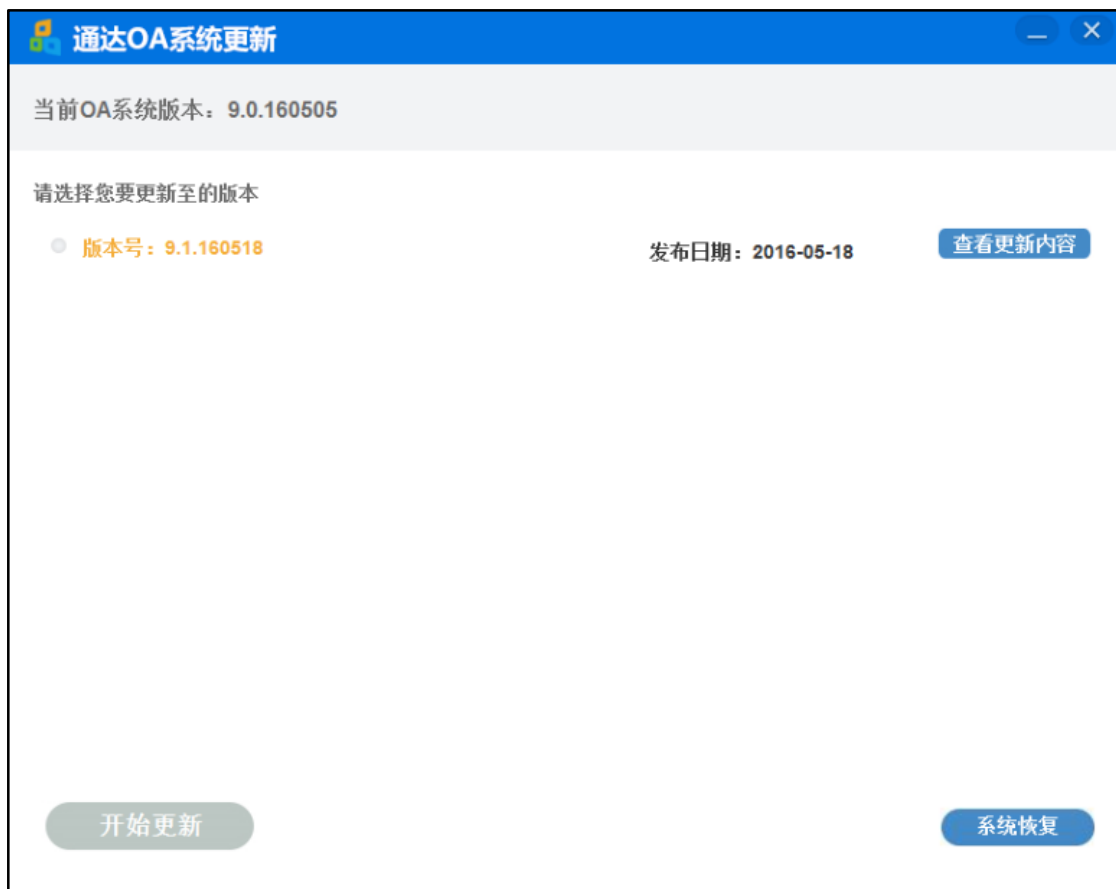 通达OA系统更新
当前OA系统版本：9.0.160505
请选择您要更新至的版本
版本号：9.1.160518 发布日期：2016-05-18 查看更新内容
开始更新 系统恢复